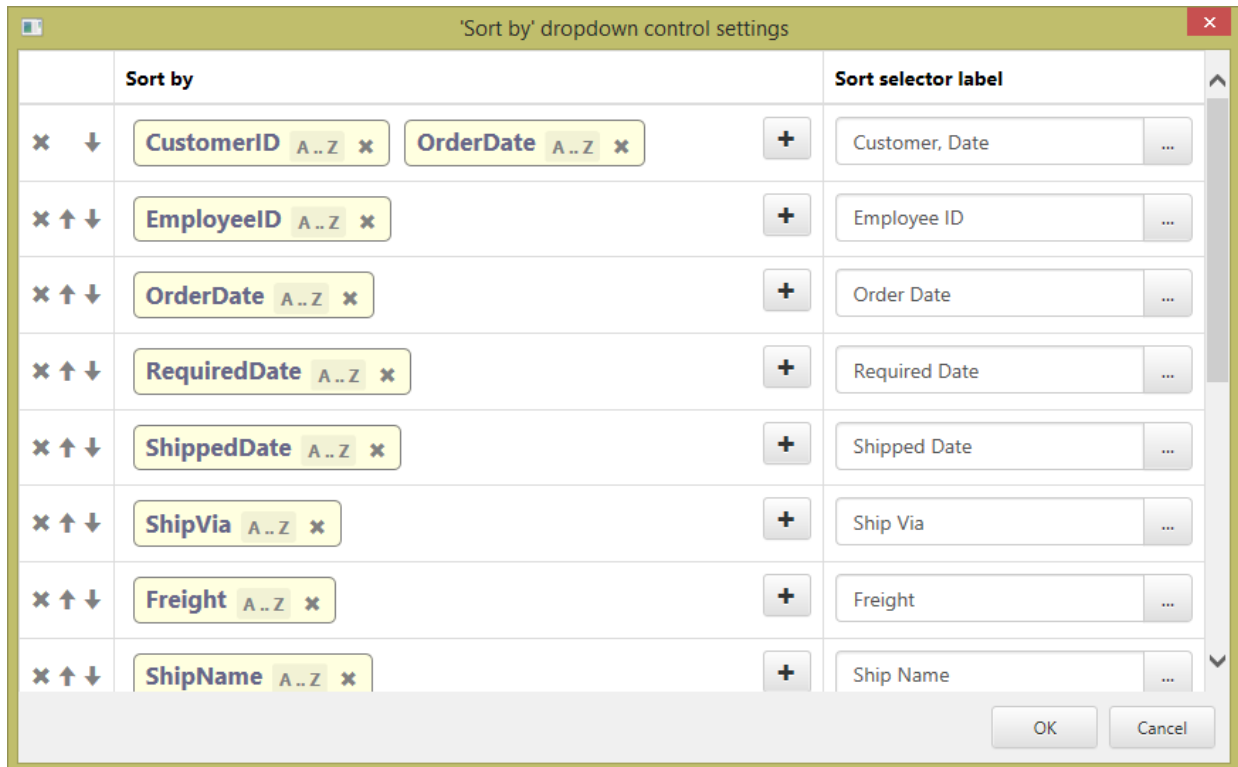 'Sort by' dropdown control settings
Sort by Sort selector label
CustomerID A..Z OrderDate A..Z Customer, Date ...
EmployeeID A..Z Employee ID ...
OrderDate A..Z Order Date ...
RequiredDate A..Z Required Date ...
ShippedDate A..Z Shipped Date ...
ShipVia A..Z Ship Via ...
Freight A..Z Freight ...
ShipName A..Z Ship Name ...
OK Cancel